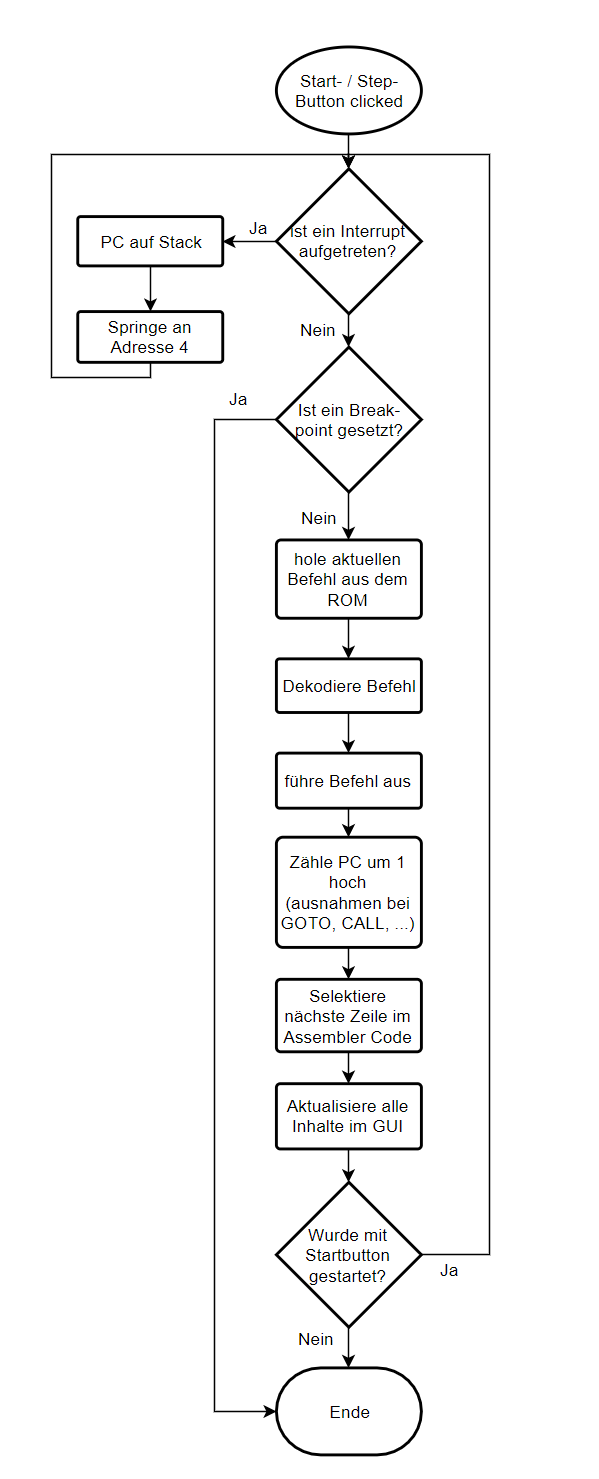 Start- / Step-
Button clicked
Ist ein Interrupt
aufgetreten?
Ja
PC auf Stack
Springe an
Adresse 4
Nein
Ist ein Break-
point gesetzt?
Ja
Nein
hole aktuellen
Befehl aus dem
ROM
Dekodiere Befehl
führe Befehl aus
Zähle PC um 1
hoch
(ausnahmen bei
GOTO, CALL, ...)
Selektiere
nächste Zeile im
Assembler Code
Aktualisiere alle
Inhalte im GUI
Wurde mit
Startbutton
gestartet?
Ja
Nein
Ende